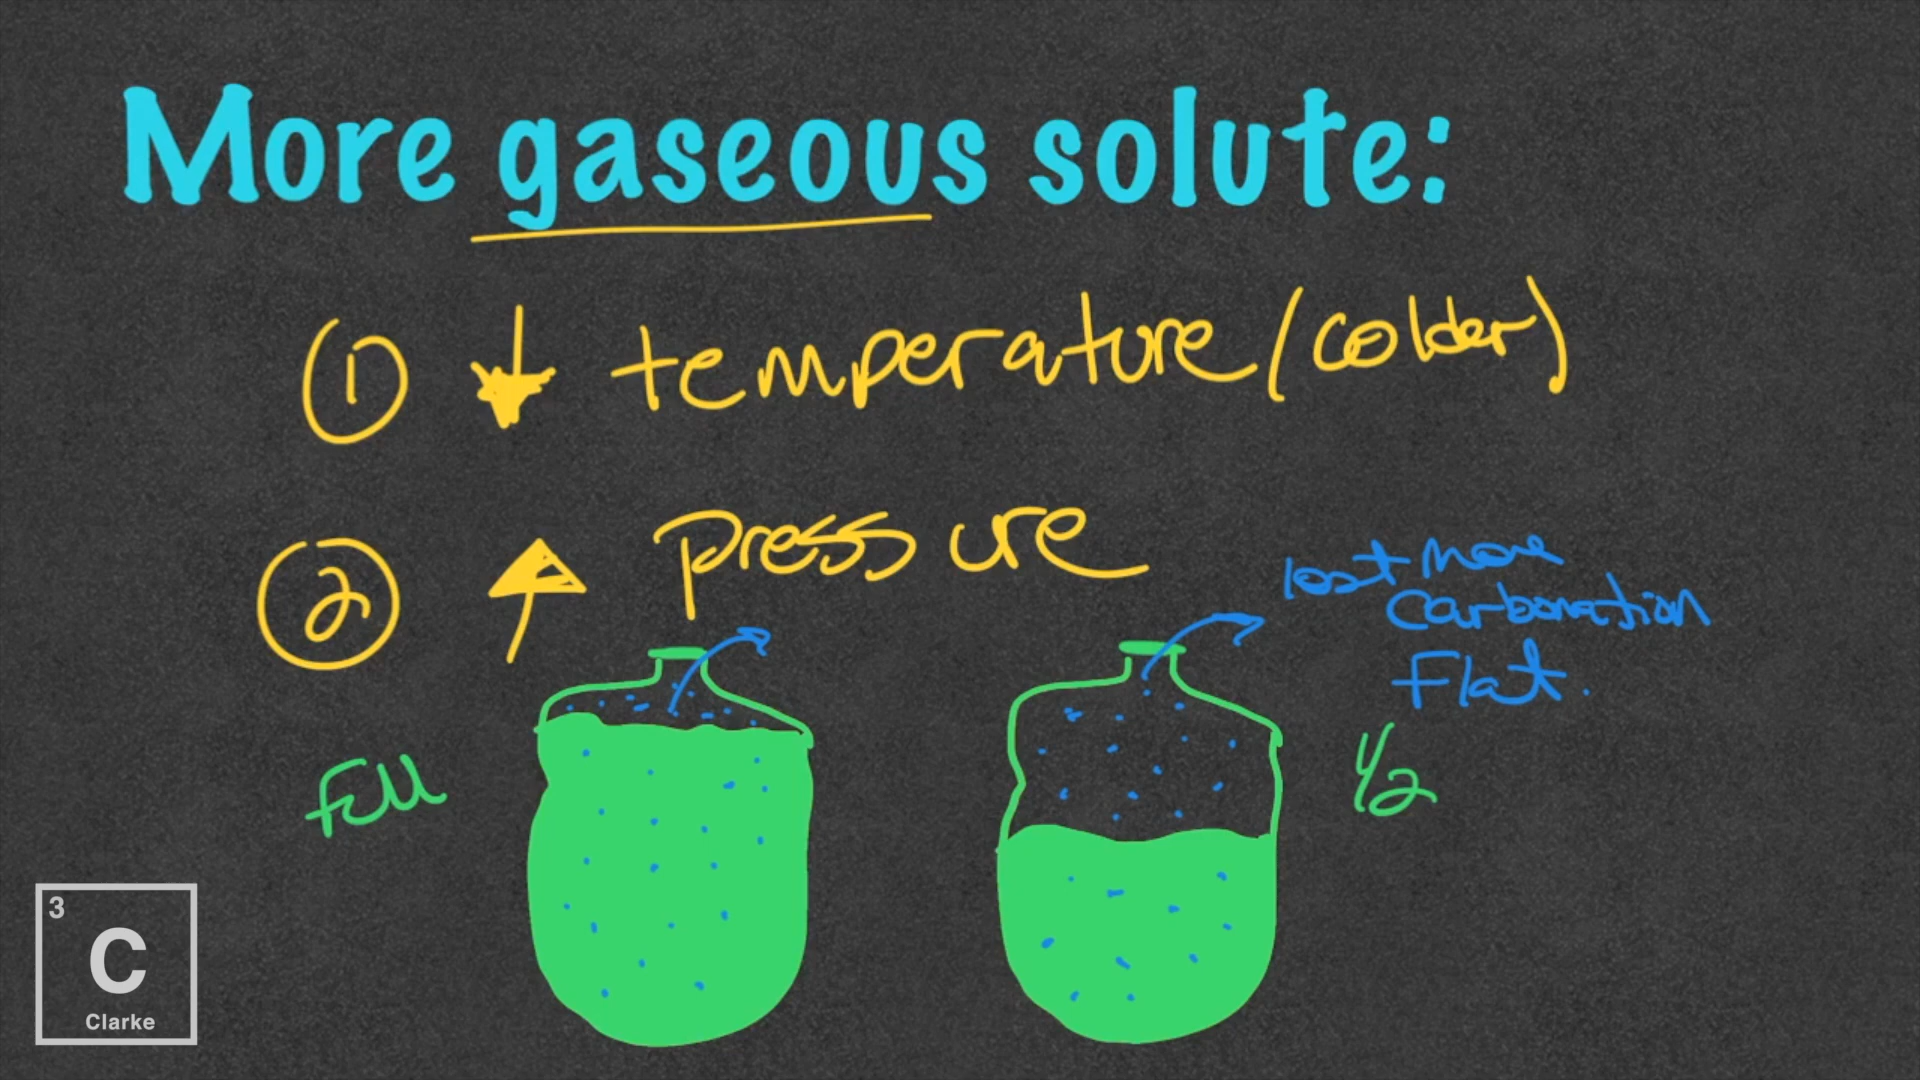 More gaseous solute:
① ↓ temperature (colder)
② ↑ pressure
lost more
carbonation
Flat.
full
1/2
3
C
Clarke